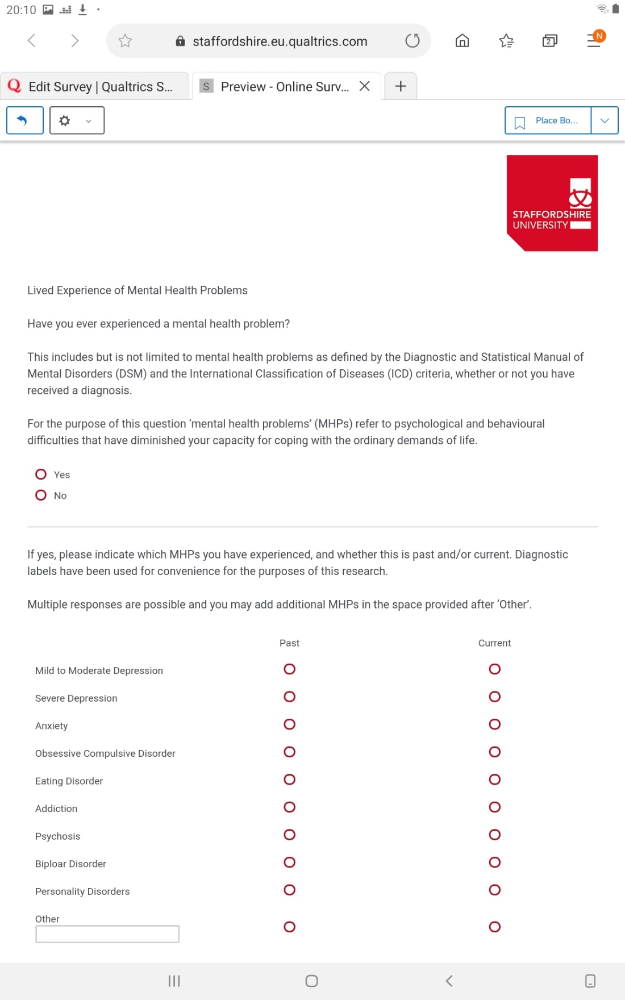 20:10
staffordshire.eu.qualtrics.com
2
N
Q Edit Survey | Qualtrics S...
S Preview - Online Surv...
Place Bo...
STAFFORDSHIRE
UNIVERSITY
Lived Experience of Mental Health Problems
Have you ever experienced a mental health problem?
This includes but is not limited to mental health problems as defined by the Diagnostic and Statistical Manual of
Mental Disorders (DSM) and the International Classification of Diseases (ICD) criteria, whether or not you have
received a diagnosis.
For the purpose of this question ‘mental health problems’ (MHPs) refer to psychological and behavioural
difficulties that have diminished your capacity for coping with the ordinary demands of life.
Yes
No
If yes, please indicate which MHPs you have experienced, and whether this is past and/or current. Diagnostic
labels have been used for convenience for the purposes of this research.
Multiple responses are possible and you may add additional MHPs in the space provided after ‘Other’.
Past Current
Mild to Moderate Depression
Severe Depression
Anxiety
Obsessive Compulsive Disorder
Eating Disorder
Addiction
Psychosis
Biploar Disorder
Personality Disorders
Other